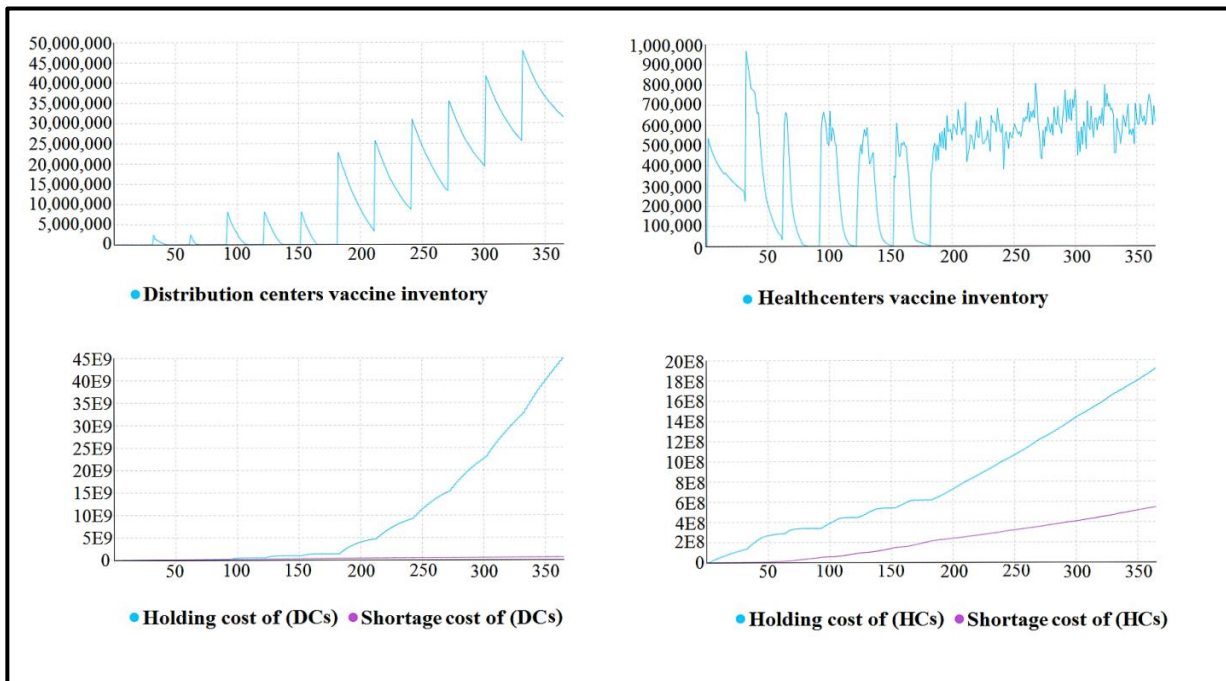 50,000,000
45,000,000
40,000,000
35,000,000
30,000,000
25,000,000
20,000,000
15,000,000
10,000,000
5,000,000
0
50 100 150 200 250 300 350
Distribution centers vaccine inventory
1,000,000
900,000
800,000
700,000
600,000
500,000
400,000
300,000
200,000
100,000
0
50 100 150 200 250 300 350
Healthcenters vaccine inventory
45E9
40E9
35E9
30E9
25E9
20E9
15E9
10E9
5E9
0
50 100 150 200 250 300 350
Holding cost of (DCs) Shortage cost of (DCs)
20E8
18E8
16E8
14E8
12E8
10E8
8E8
6E8
4E8
2E8
0
50 100 150 200 250 300 350
Holding cost of (HCs) Shortage cost of (HCs)